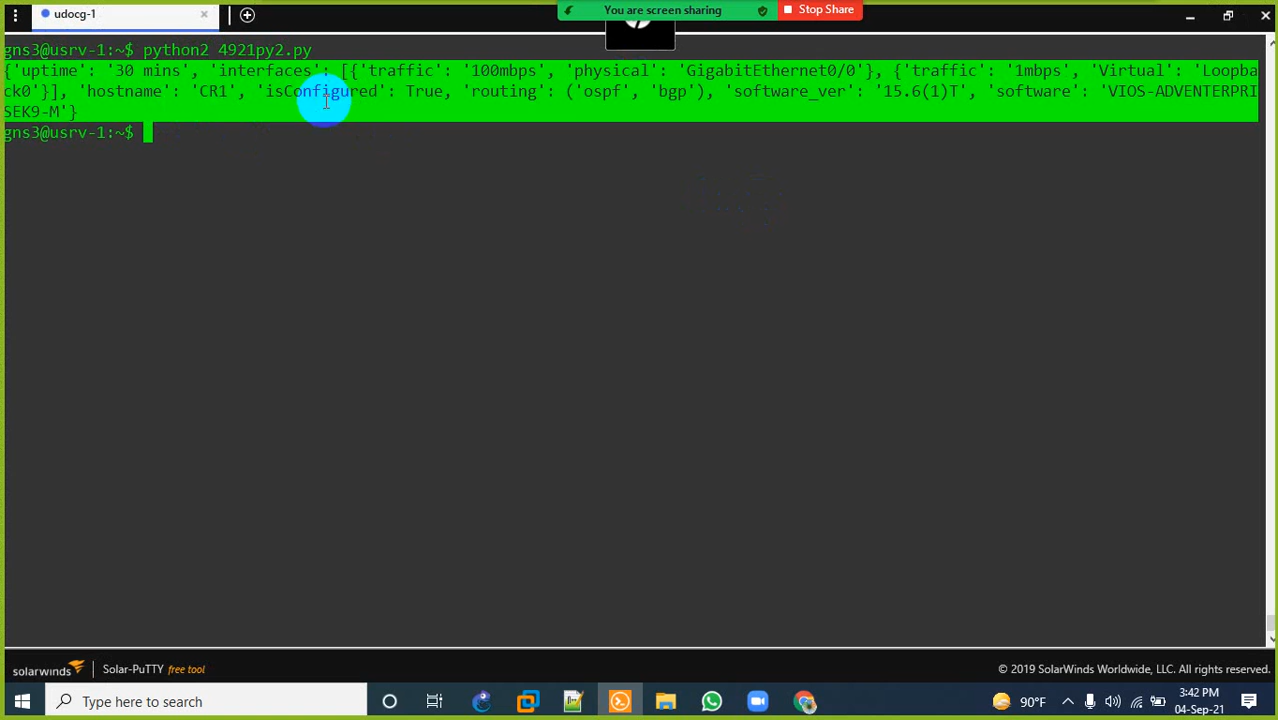 udocg-1
You are screen sharing
Stop Share
gns3@usrv-1:~$ python2 4921py2.py
{'uptime': '30 mins', 'interfaces': [{'traffic': '100mbps', 'physical': 'GigabitEthernet0/0'}, {'traffic': '1mbps', 'Virtual': 'Loopba
ck0'}], 'hostname': 'CR1', 'isConfigured': True, 'routing': ('ospf', 'bgp'), 'software_ver': '15.6(1)T', 'software': 'VIOS-ADVENTERPRI
SEK9-M'}
gns3@usrv-1:~$
solarwinds Solar-PuTTY free tool
© 2019 SolarWinds Worldwide, LLC. All rights reserved.
Type here to search
90°F
3:42 PM
04-Sep-21